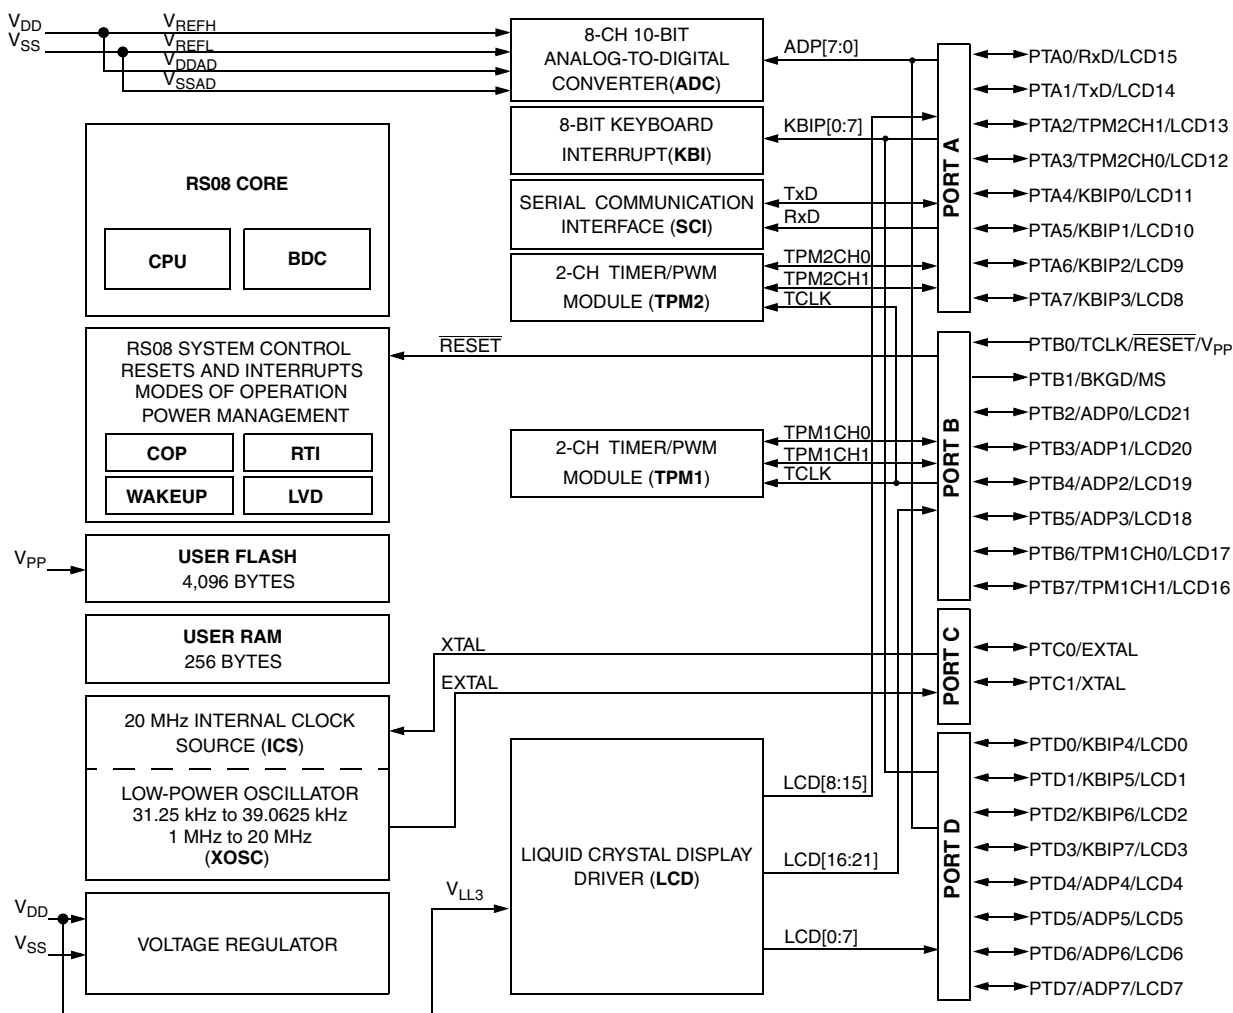 VDD
VSS
VREFH
VREFL
VDDAD
VSSAD
8-CH 10-BIT
ANALOG-TO-DIGITAL
CONVERTER(ADC)
ADP[7:0]
8-BIT KEYBOARD
INTERRUPT(KBI)
KBIP[0:7]
SERIAL COMMUNICATION
INTERFACE (SCI)
TxD
RxD
2-CH TIMER/PWM
MODULE (TPM2)
TPM2CH0
TPM2CH1
TCLK
RS08 CORE
CPU
BDC
RS08 SYSTEM CONTROL
RESETS AND INTERRUPTS
MODES OF OPERATION
POWER MANAGEMENT
COP
RTI
WAKEUP
LVD
RESET
2-CH TIMER/PWM
MODULE (TPM1)
TPM1CH0
TPM1CH1
TCLK
VPP
USER FLASH
4,096 BYTES
USER RAM
256 BYTES
XTAL
EXTAL
20 MHz INTERNAL CLOCK
SOURCE (ICS)
LOW-POWER OSCILLATOR
31.25 kHz to 39.0625 kHz
1 MHz to 20 MHz
(XOSC)
VDD
VSS
VOLTAGE REGULATOR
VLL3
LIQUID CRYSTAL DISPLAY
DRIVER (LCD)
LCD[8:15]
LCD[16:21]
LCD[0:7]
PORT A
PTA0/RxD/LCD15
PTA1/TxD/LCD14
PTA2/TPM2CH1/LCD13
PTA3/TPM2CH0/LCD12
PTA4/KBIP0/LCD11
PTA5/KBIP1/LCD10
PTA6/KBIP2/LCD9
PTA7/KBIP3/LCD8
PORT B
PTB0/TCLK/RESET/VPP
PTB1/BKGD/MS
PTB2/ADP0/LCD21
PTB3/ADP1/LCD20
PTB4/ADP2/LCD19
PTB5/ADP3/LCD18
PTB6/TPM1CH0/LCD17
PTB7/TPM1CH1/LCD16
PORT C
PTC0/EXTAL
PTC1/XTAL
PORT D
PTD0/KBIP4/LCD0
PTD1/KBIP5/LCD1
PTD2/KBIP6/LCD2
PTD3/KBIP7/LCD3
PTD4/ADP4/LCD4
PTD5/ADP5/LCD5
PTD6/ADP6/LCD6
PTD7/ADP7/LCD7